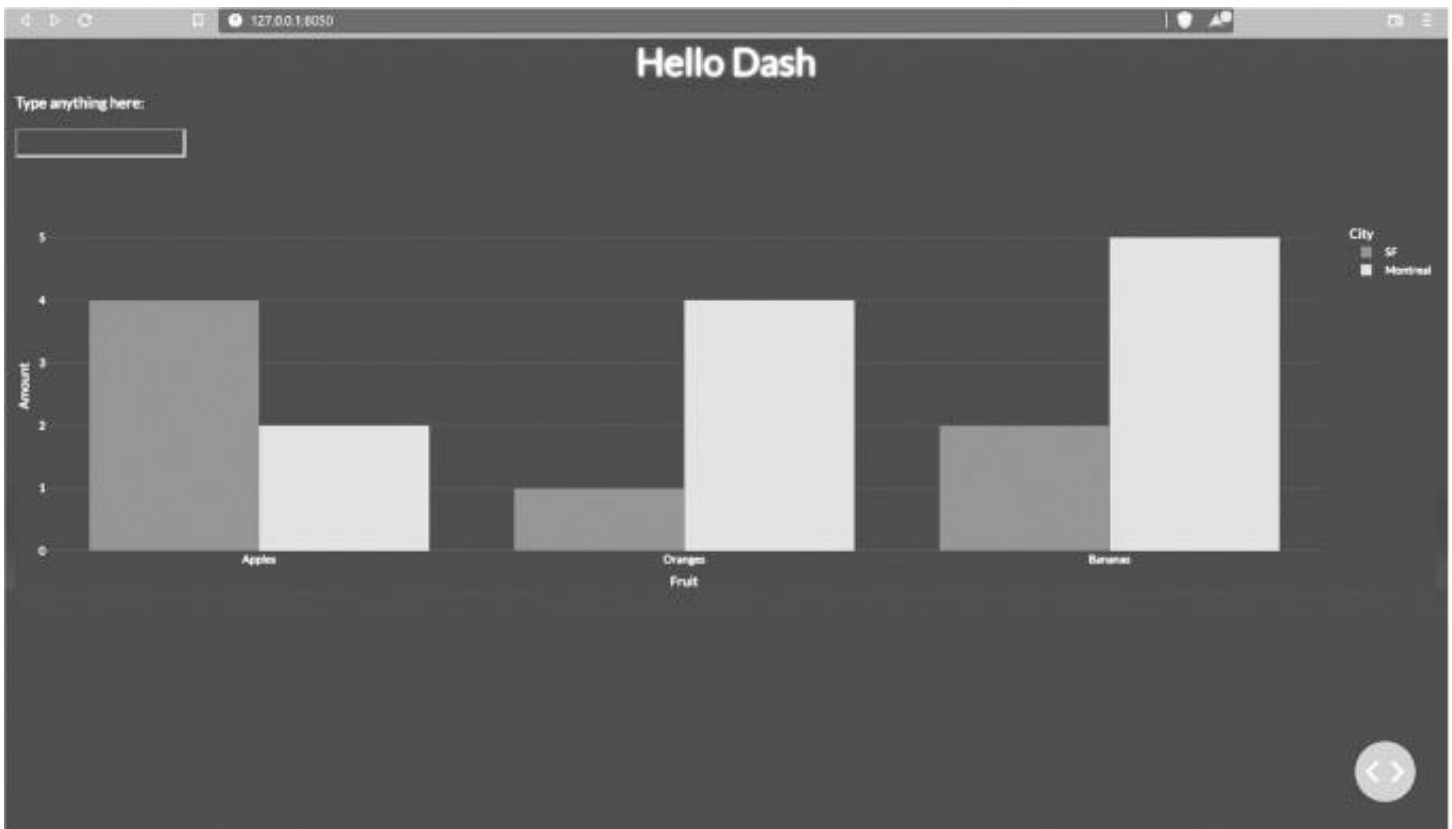 127.0.0.1:8050
Hello Dash
Type anything here:
City
SF
Montreal
5
4
3
2
1
0
Amount
Apples
Oranges
Bananas
Fruit